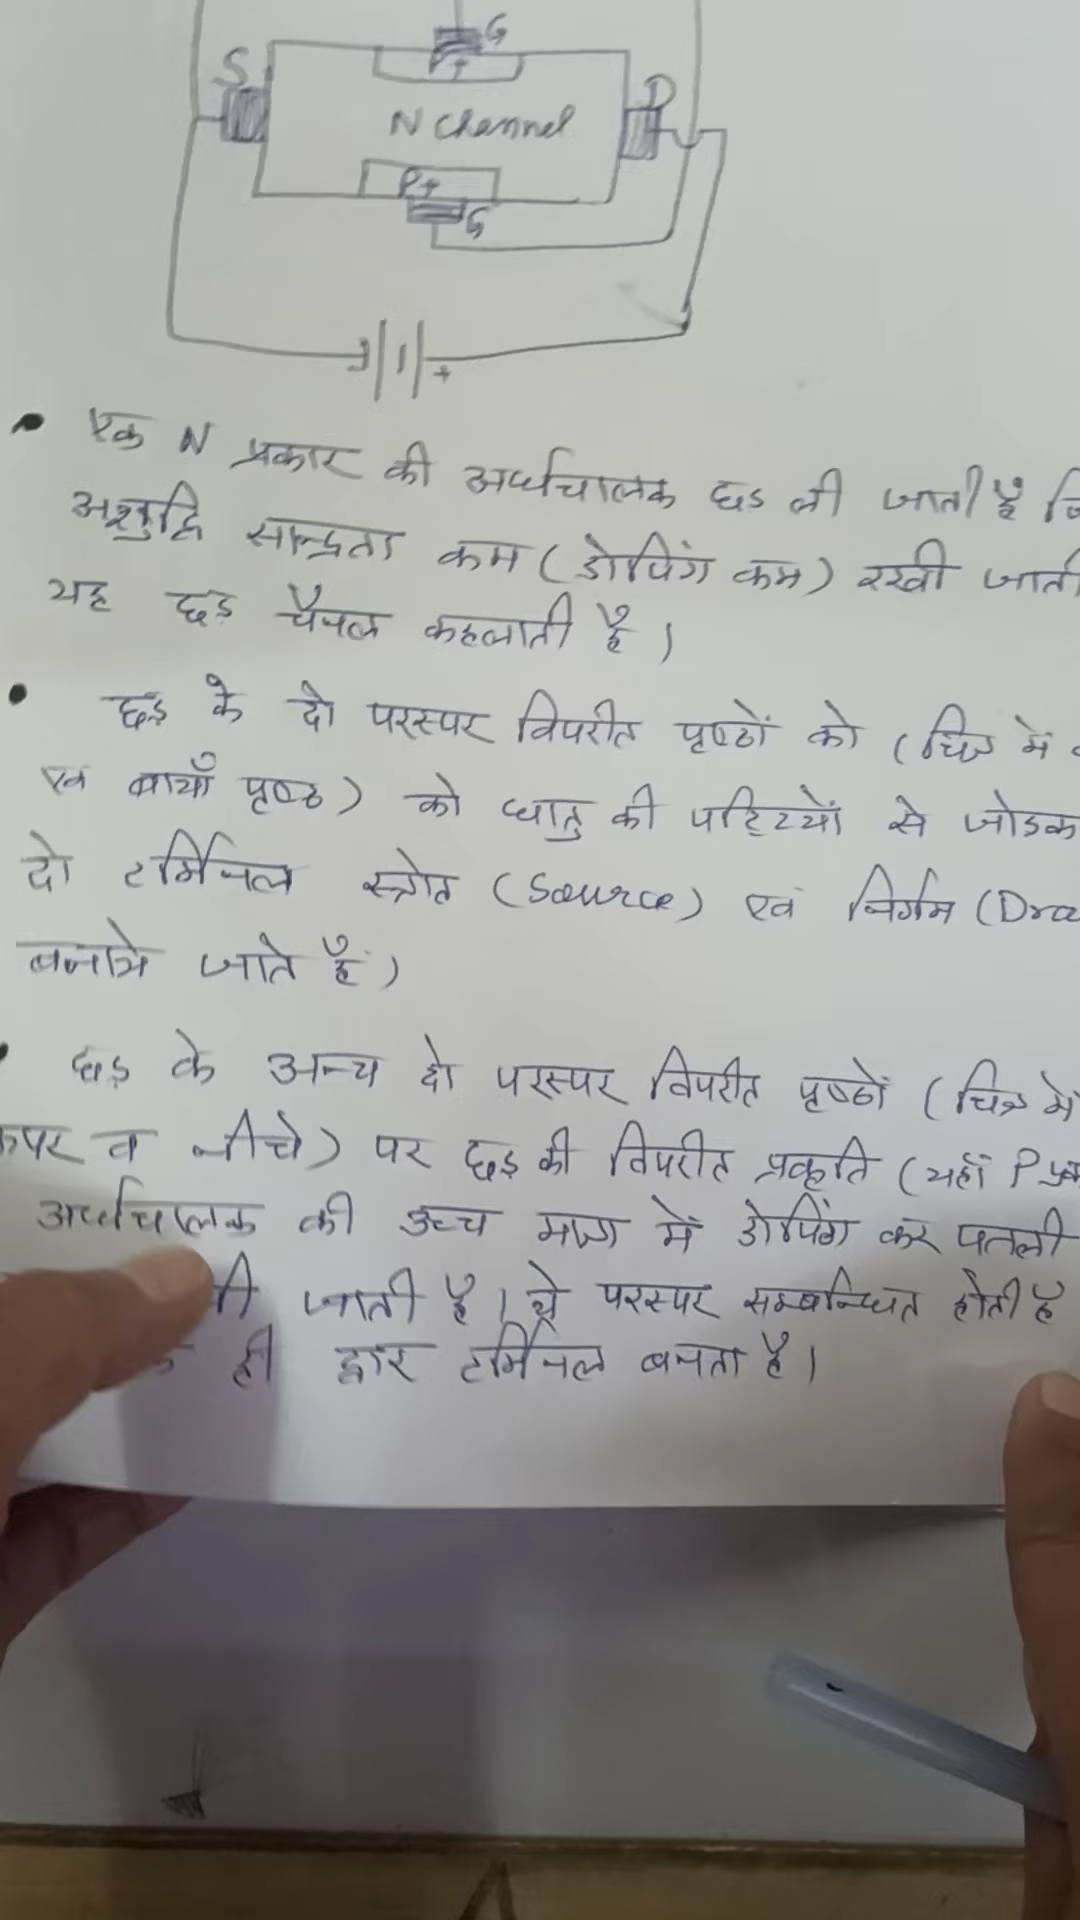 G
S P+ D
N Channel
P+
G
+
• एक N प्रकार की अर्धचालक छड़ ली जाती है
अशुद्धि सान्द्रता कम (डोपिंग कम) रखी जाती
यह छड़ चैनल कहलाती है।
• छड़ के दो परस्पर विपरीत पृष्ठों को (चित्र में
एवं बायाँ पृष्ठ) को धातु की पट्टियों से जोडक
दो टर्मिनल स्त्रोत (Source) एवं निर्गम (Dra
बनाये जाते हैं)
• छड़ के अन्य दो परस्पर विपरीत पृष्ठों (चित्र में
ऊपर व नीचे) पर छड़ की विपरीत प्रकृति (यहाँ P
अर्धचालक की उच्च मात्रा में डोपिंग कर पतली
जाती है। ये परस्पर सम्बन्धित होती है
ही द्वार टर्मिनल बनता है।